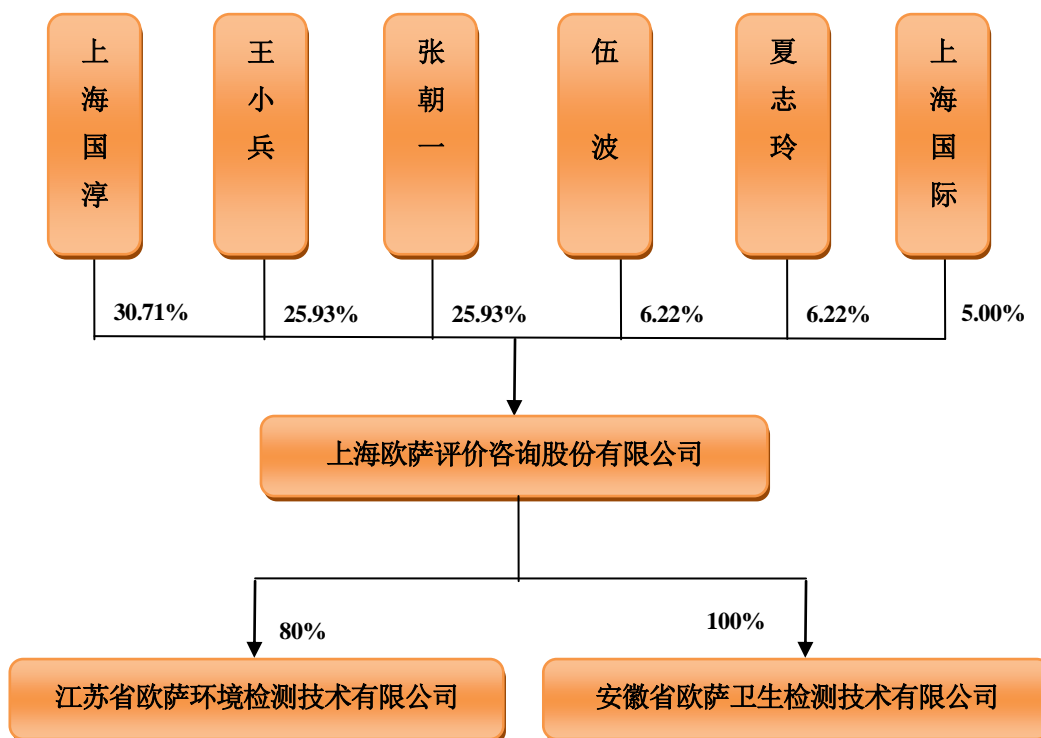 上海国淳
王小兵
张朝一
伍波
夏志玲
上海国际
30.71%
25.93%
25.93%
6.22%
6.22%
5.00%
上海欧萨评价咨询股份有限公司
80%
100%
江苏省欧萨环境检测技术有限公司
安徽省欧萨卫生检测技术有限公司